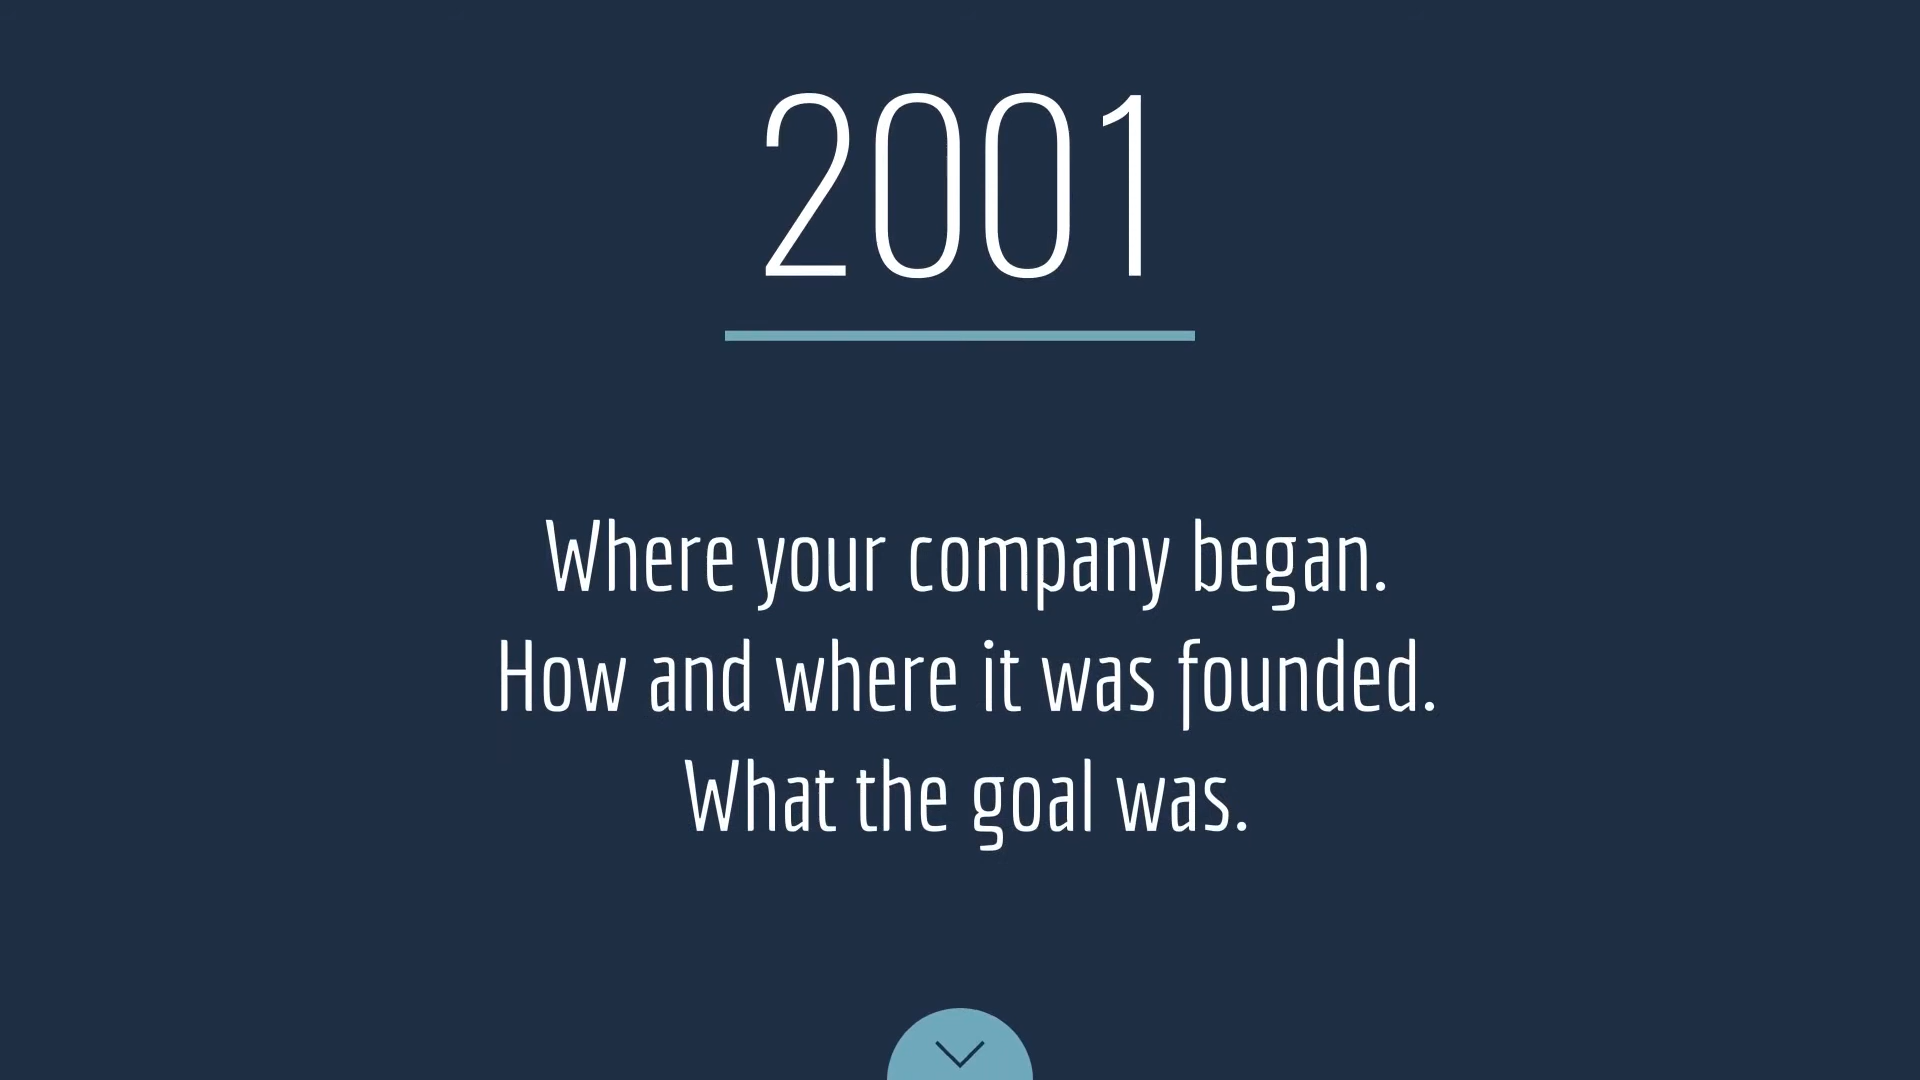 2001
Where your company began.
How and where it was founded.
What the goal was.